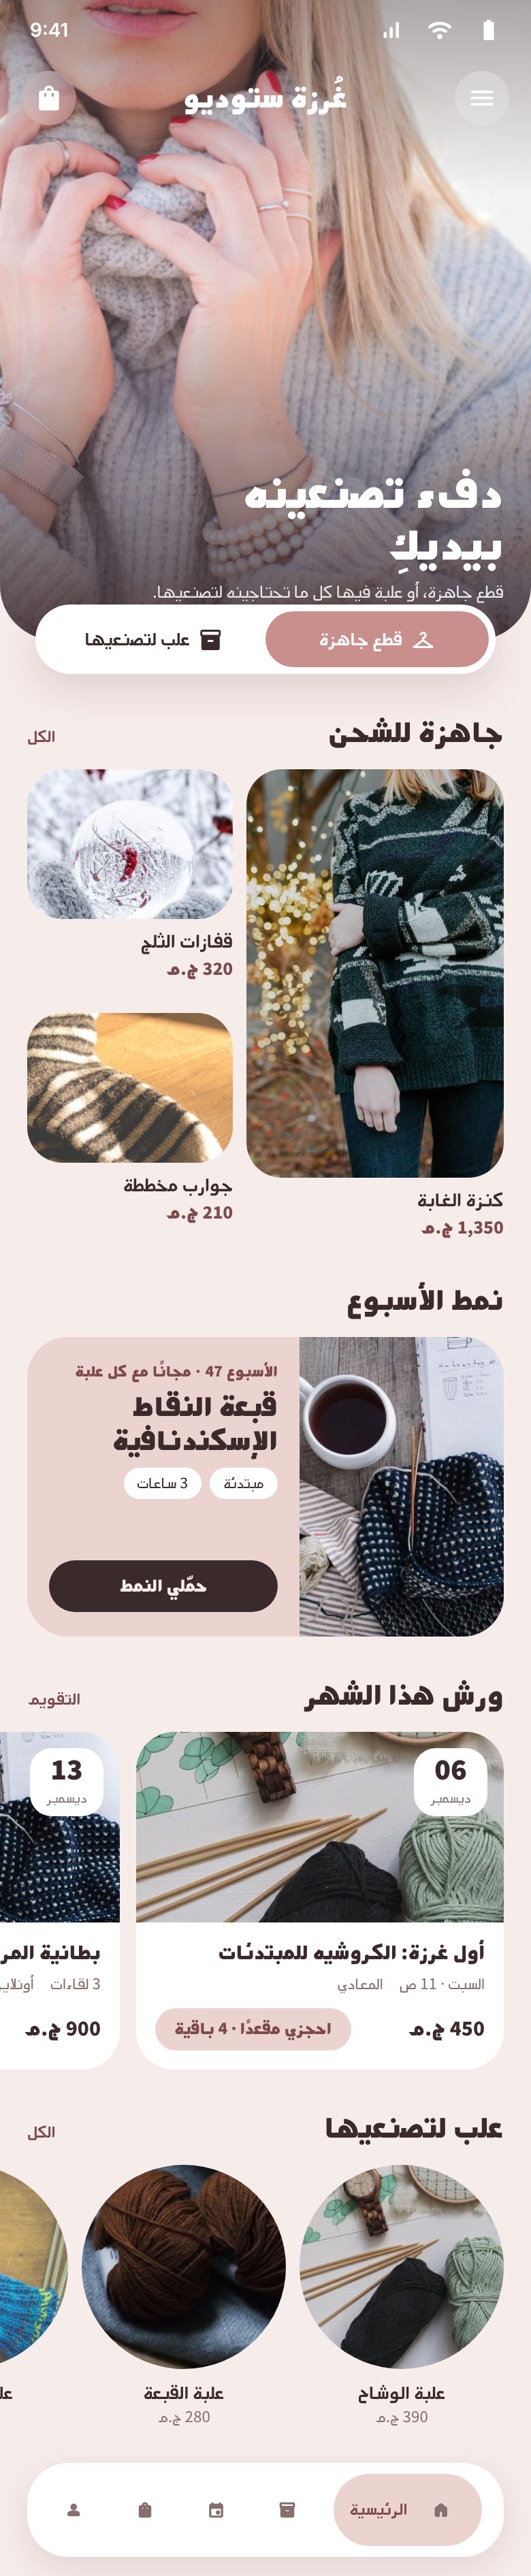 9:41
غُرزة ستوديو
دفء تصنعينه
بيديكِ
قطع جاهزة، أو علبة فيها كل ما تحتاجينه لتصنعيها.
قطع جاهزة
علب لتصنعيها
جاهزة للشحن
الكل
كنزة الغابة
1,350 ج.م
قفازات الثلج
320 ج.م
جوارب مخططة
210 ج.م
نمط الأسبوع
الأسبوع 47 · مجانًا مع كل علبة
قبعة النقاط
الإسكندنافية
مبتدئة
3 ساعات
حمّلي النمط
ورش هذا الشهر
التقويم
06
ديسمبر
أول غرزة: الكروشيه للمبتدئات
السبت · 11 ص
المعادي
450 ج.م
احجزي مقعدًا · 4 باقية
13
ديسمبر
بطانية المر
3 لقاءات
أونلاين
900 ج.م
علب لتصنعيها
الكل
علبة الوشاح
390 ج.م
علبة القبعة
280 ج.م
عل
الرئيسية